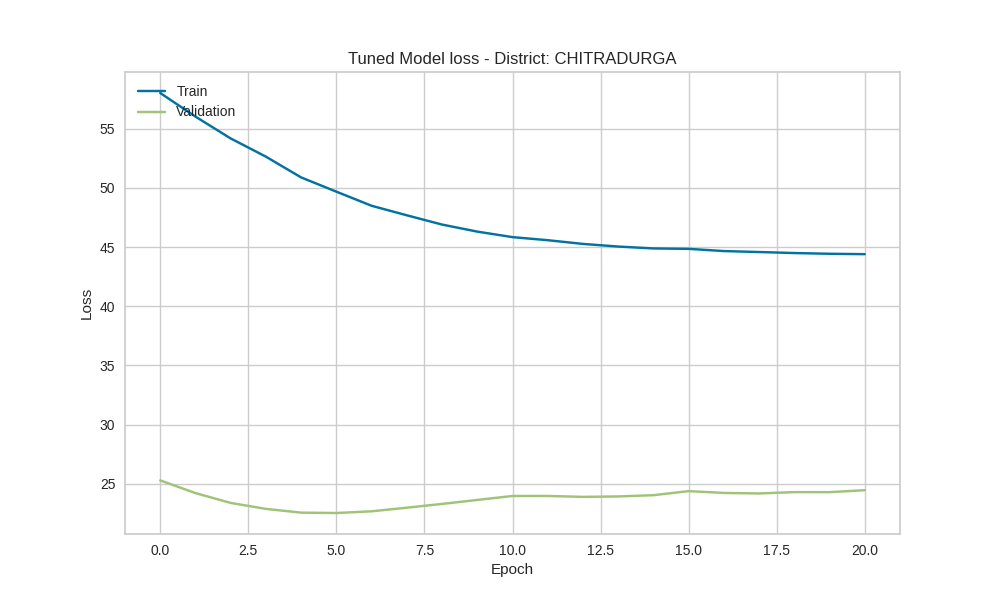 Tuned Model loss - District: CHITRADURGA
Train
Validation
55
50
45
40
35
30
25
Loss
0.0 2.5 5.0 7.5 10.0 12.5 15.0 17.5 20.0
Epoch